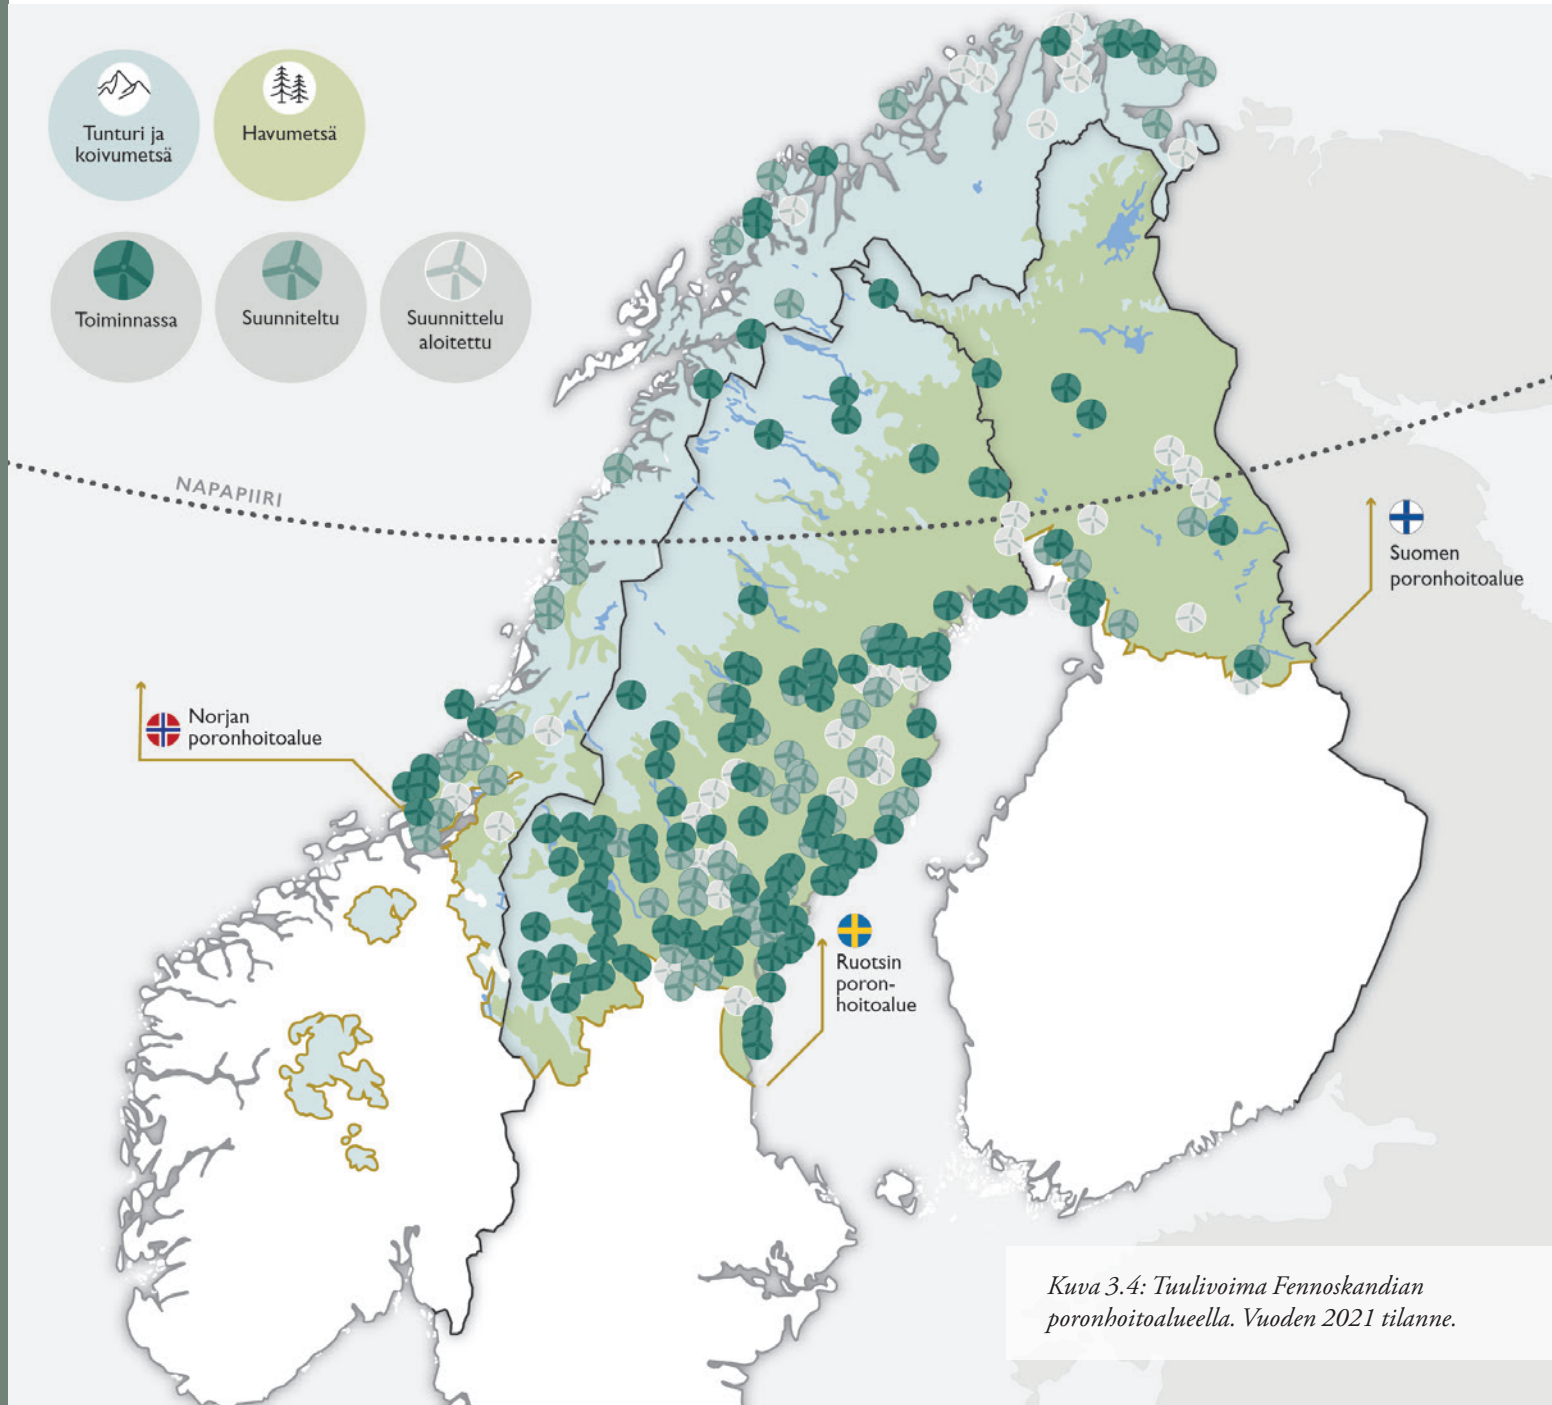 Tunturi ja
koivumetsä
Havumetsä
Toiminnassa
Suunniteltu
Suunnittelu
aloitettu
NAPAPIIRI
Suomen
poronhoitoalue
Norjan
poronhoitoalue
Ruotsin
poron-
hoitoalue
Kuva 3.4: Tuulivoima Fennoskandian
poronhoitoalueella. Vuoden 2021 tilanne.